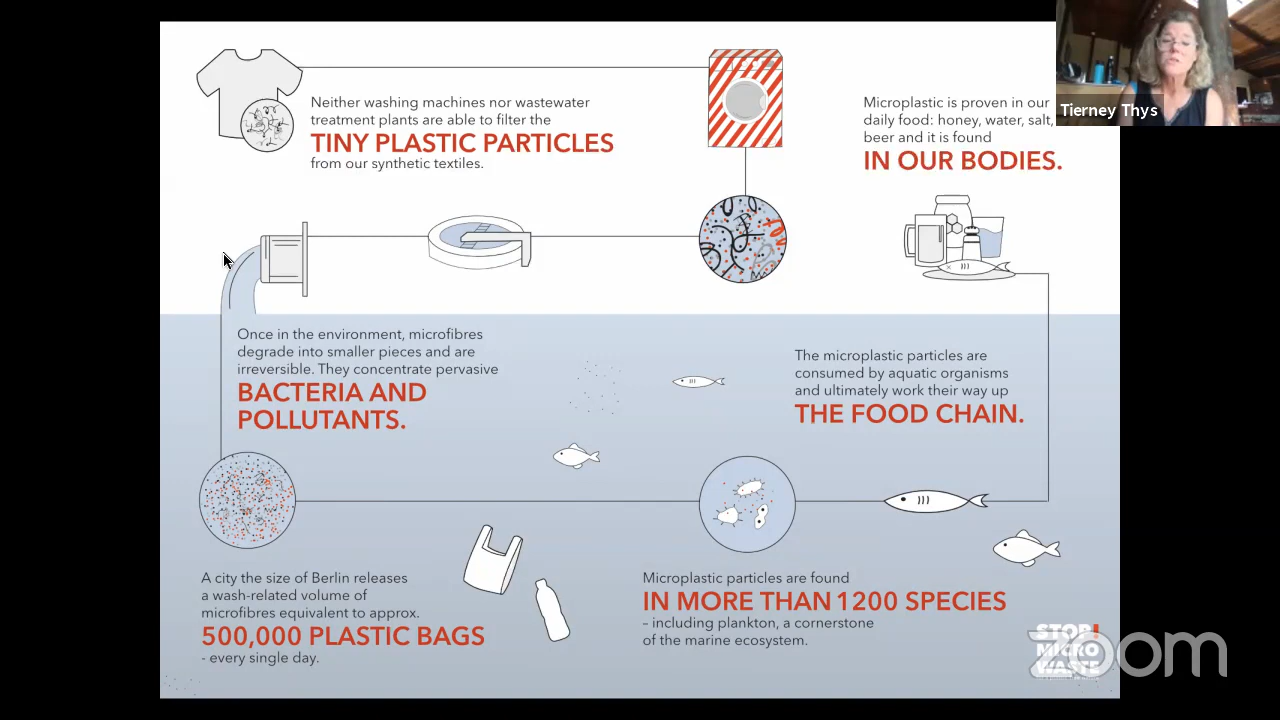 Neither washing machines nor wastewater
treatment plants are able to filter the
TINY PLASTIC PARTICLES
from our synthetic textiles.
Microplastic is proven in our
daily food: honey, water, salt,
beer and it is found
IN OUR BODIES.
Tierney Thys
Once in the environment, microfibres
degrade into smaller pieces and are
irreversible. They concentrate pervasive
BACTERIA AND
POLLUTANTS.
The microplastic particles are
consumed by aquatic organisms
and ultimately work their way up
THE FOOD CHAIN.
A city the size of Berlin releases
a wash-related volume of
microfibres equivalent to approx.
500,000 PLASTIC BAGS
- every single day.
Microplastic particles are found
IN MORE THAN 1200 SPECIES
– including plankton, a cornerstone
of the marine ecosystem.
STOP!
MICRO
WASTE
zoom